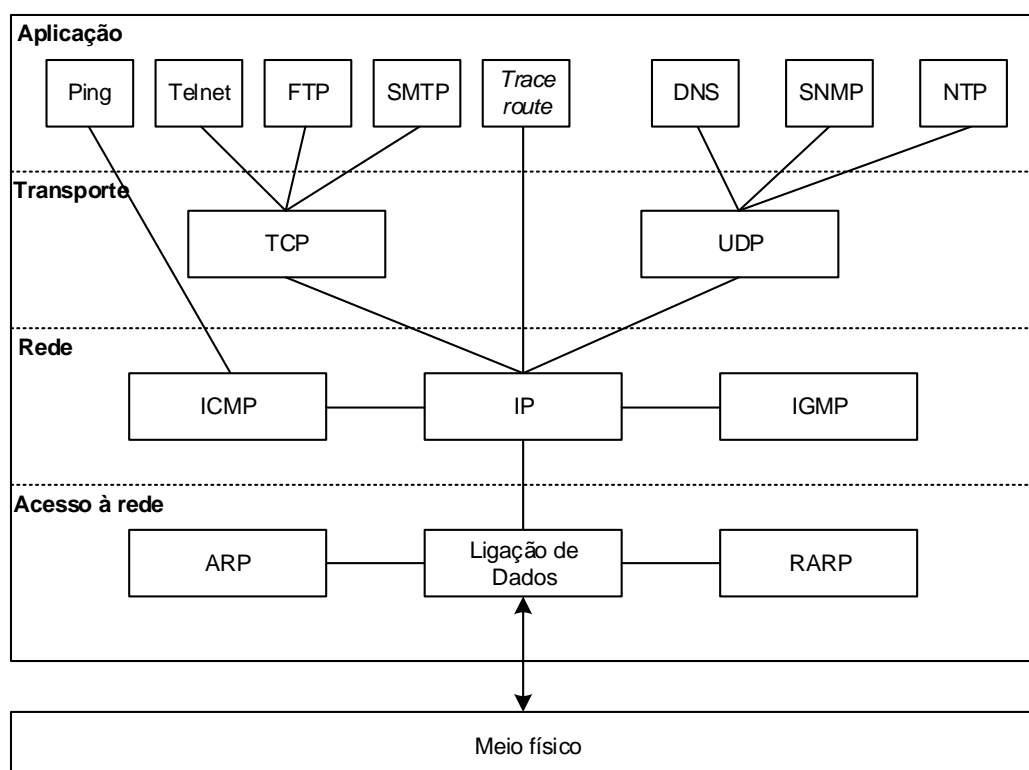 Aplicação
Ping
Telnet
FTP
SMTP
Trace
route
DNS
SNMP
NTP
Transporte
TCP
UDP
Rede
ICMP
IP
IGMP
Acesso à rede
ARP
Ligação de
Dados
RARP
Meio físico